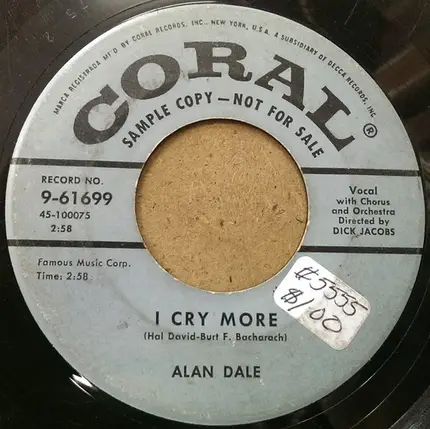 MARCA REGISTRADA MF'D BY CORAL RECORDS, INC., NEW YORK, U.S.A. A SUBSIDIARY OF DECCA RECORDS, INC.
CORAL®
SAMPLE COPY — NOT FOR SALE
RECORD NO.
9-61699
45-100075
2:58
Vocal
with Chorus
and Orchestra
Directed by
DICK JACOBS
Famous Music Corp.
Time: 2:58
#5555
$1.00
I CRY MORE
(Hal David-Burt F. Bacharach)
ALAN DALE